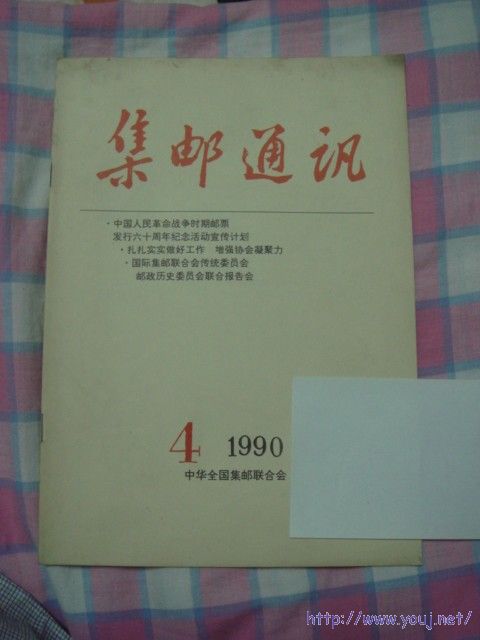 集邮通讯
·中国人民革命战争时期邮票
发行六十周年纪念活动宣传计划
·扎扎实实做好工作 增强协会凝聚力
·国际集邮联合会传统委员会
邮政历史委员会联合报告会
4 1990
中华全国集邮联合会
http://www.youj.net/